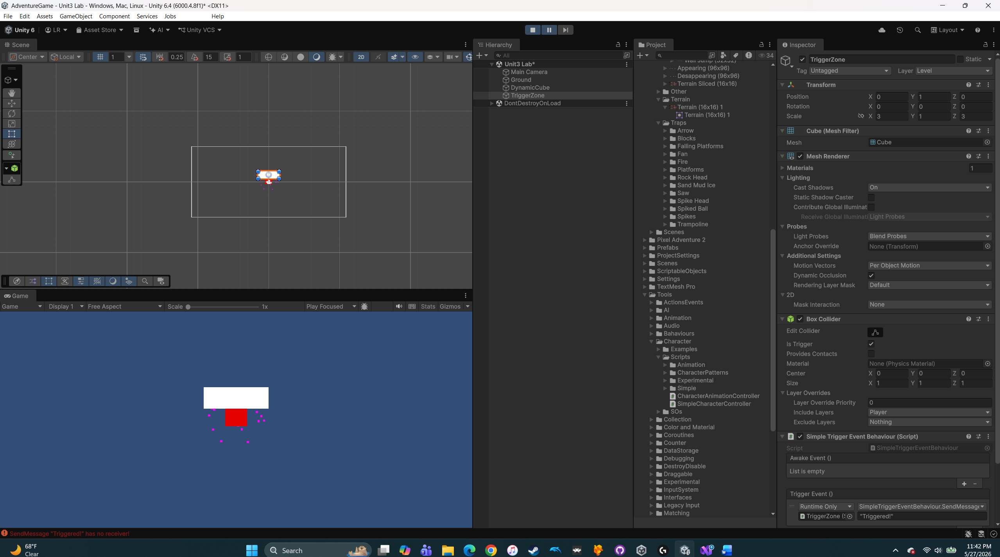 AdventureGame - Unit3 Lab - Windows, Mac, Linux - Unity 6.4 (6000.4.8f1)* <DX11>
File Edit Assets GameObject Component Services Jobs Help
Unity 6 LR Asset Store AI Unity VCS Layout
Scene
Center Local 1 0.25 15 1 2D
Game
Game Display 1 Free Aspect Scale 1x Play Focused Stats Gizmos
SendMessage "Triggered!" has no receiver!
Hierarchy
All
Unit3 Lab*
Main Camera
Ground
DynamicCube
TriggerZone
DontDestroyOnLoad
Project
34
Wall Jump (32x32)
Appearing (96x96)
Desappearing (96x96)
Terrain Sliced (16x16)
Other
Terrain
Terrain (16x16) 1
Terrain (16x16) 1
Traps
Arrow
Blocks
Falling Platforms
Fan
Fire
Platforms
Rock Head
Sand Mud Ice
Saw
Spike Head
Spiked Ball
Spikes
Trampoline
Scenes
Pixel Adventure 2
Prefabs
ProjectSettings
Scenes
ScriptableObjects
Settings
TextMesh Pro
Tools
ActionsEvents
AI
Animation
Audio
Bahaviours
Character
Examples
Scripts
Animation
CharacterPatterns
Experimental
Simple
CharacterAnimationController
SimpleCharacterController
SOs
Collection
Color and Material
Coroutines
Counter
DataStorage
Debugging
DestroyDisable
Draggable
Experimental
InputSystem
Interfaces
Legacy Input
Matching
Inspector
TriggerZone Static
Tag Untagged Layer Level
Transform
Position X 0 Y 1 Z 0
Rotation X 0 Y 0 Z 0
Scale X 3 Y 1 Z 3
Cube (Mesh Filter)
Mesh Cube
Mesh Renderer
Materials 1
Lighting
Cast Shadows On
Static Shadow Caster
Contribute Global Illuminat
Receive Global Illuminati Light Probes
Probes
Light Probes Blend Probes
Anchor Override None (Transform)
Additional Settings
Motion Vectors Per Object Motion
Dynamic Occlusion
Rendering Layer Mask Default
2D
Mask Interaction None
Box Collider
Edit Collider
Is Trigger
Provides Contacts
Material None (Physics Material)
Center X 0 Y 0 Z 0
Size X 1 Y 1 Z 1
Layer Overrides
Layer Override Priority 0
Include Layers Player
Exclude Layers Nothing
Simple Trigger Event Behaviour (Script)
Script SimpleTriggerEventBehaviour
Awake Event ()
List is empty
Trigger Event ()
Runtime Only SimpleTriggerEventBehaviour.SendMessage
TriggerZone (S "Triggered!"
68°F
Clear
Search
11:42 PM
5/27/2026